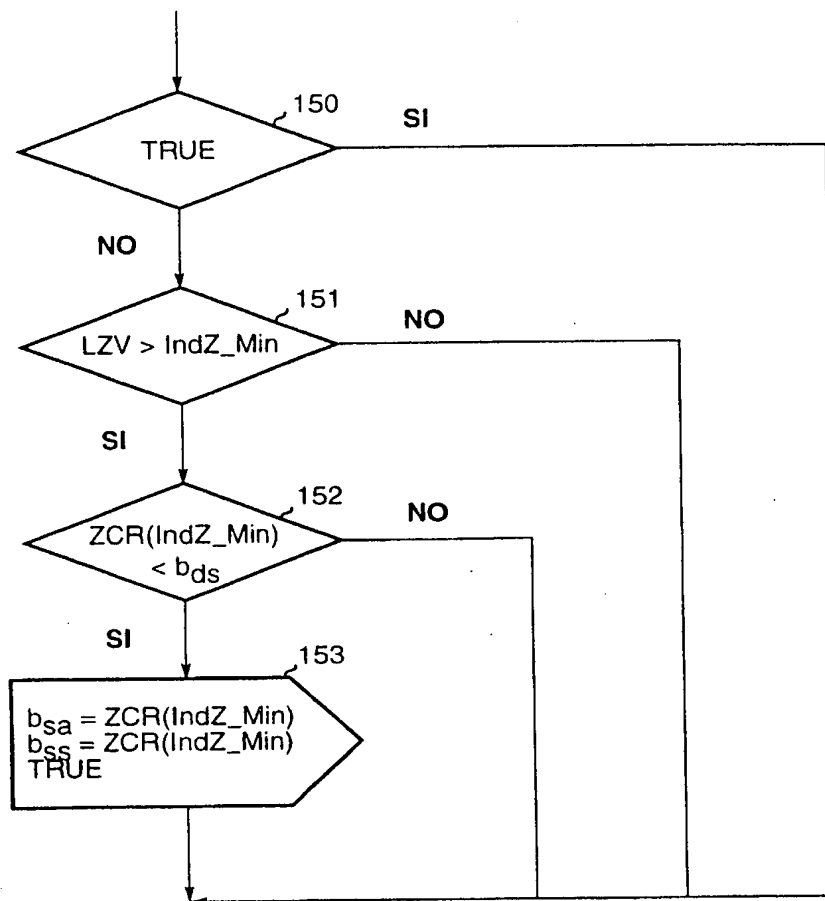 150
SI
TRUE
NO
151
NO
LZV > IndZ_Min
SI
152
NO
ZCR(IndZ_Min)
< b_ds
SI
153
b_sa = ZCR(IndZ_Min)
b_ss = ZCR(IndZ_Min)
TRUE